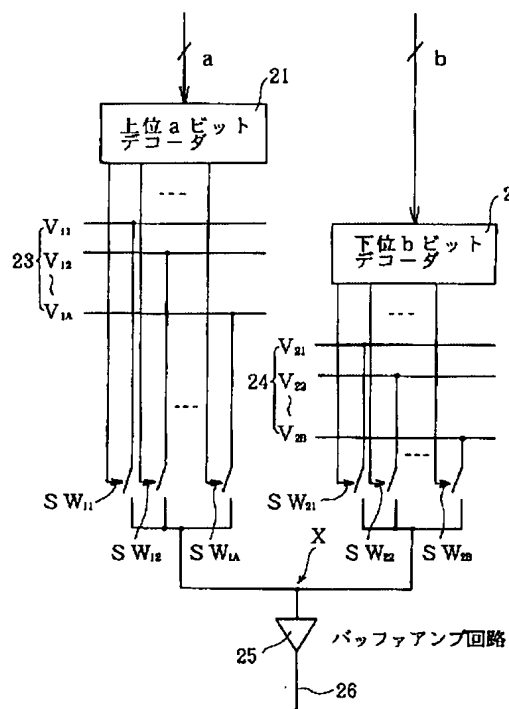 a
b
21
上位aビット
デコーダ
2
下位bビット
デコーダ
23
V₁₁
V₁₂
V₁A
24
V₂₁
V₂₂
V₂B
SW₁₁
SW₁₂
SW₁A
SW₂₁
SW₂₂
SW₂B
X
25
バッファアンプ回路
26